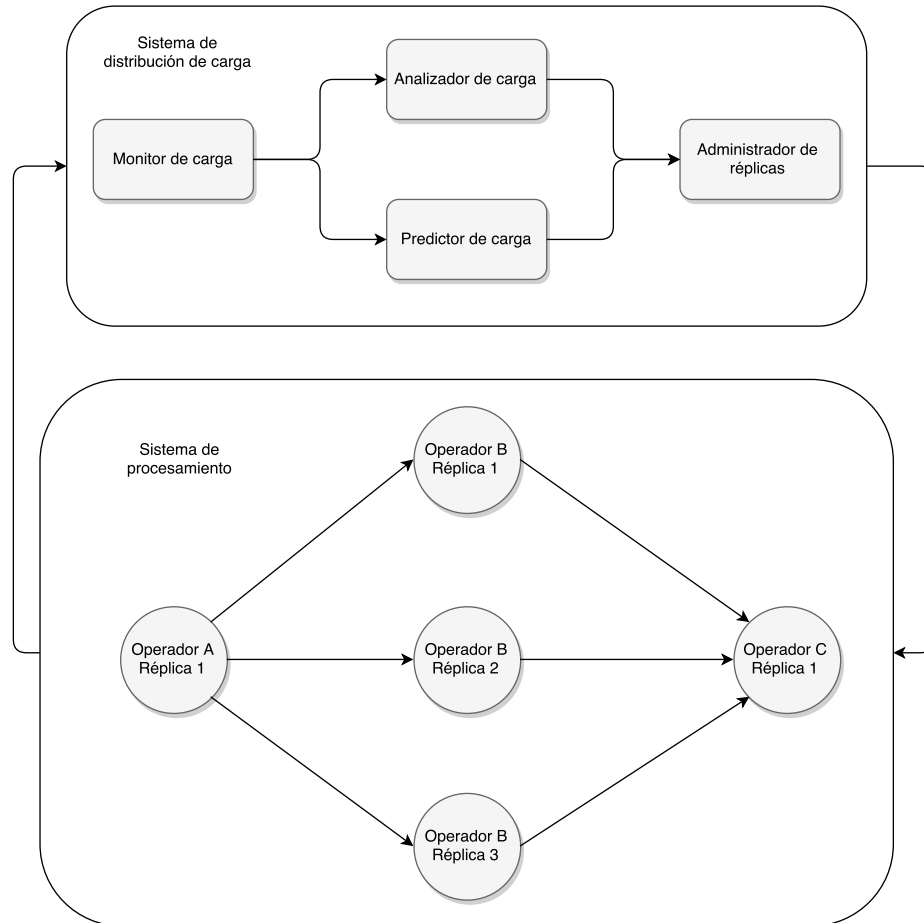 Sistema de
distribución de carga
Analizador de carga
Monitor de carga
Administrador de
réplicas
Predictor de carga
Sistema de
procesamiento
Operador B
Réplica 1
Operador A
Réplica 1
Operador B
Réplica 2
Operador C
Réplica 1
Operador B
Réplica 3